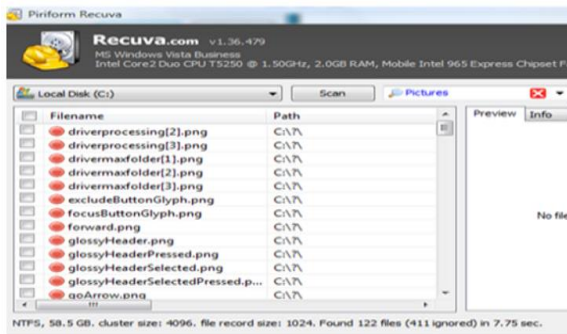 Piriform Recuva
Recuva.com v1.36.479
MS Windows Vista Business
Intel Core2 Duo CPU T5250 @ 1.50GHz, 2.0GB RAM, Mobile Intel 965 Express Chipset F
Local Disk (C:) Scan Pictures
Filename Path Preview Info
driverprocessing[2].png C:\?\
driverprocessing[3].png C:\?\
drivermaxfolder[1].png C:\?\
drivermaxfolder[2].png C:\?\
drivermaxfolder[3].png C:\?\
excludeButtonGlyph.png C:\?\
focusButtonGlyph.png C:\?\
No file
forward.png C:\?\
glossyHeader.png C:\?\
glossyHeaderPressed.png C:\?\
glossyHeaderSelected.png C:\?\
glossyHeaderSelectedPressed.p... C:\?\
goArrow.png C:\?\
NTFS, 58.5 GB. cluster size: 4096. file record size: 1024. Found 122 files (411 ignored) in 7.75 sec.